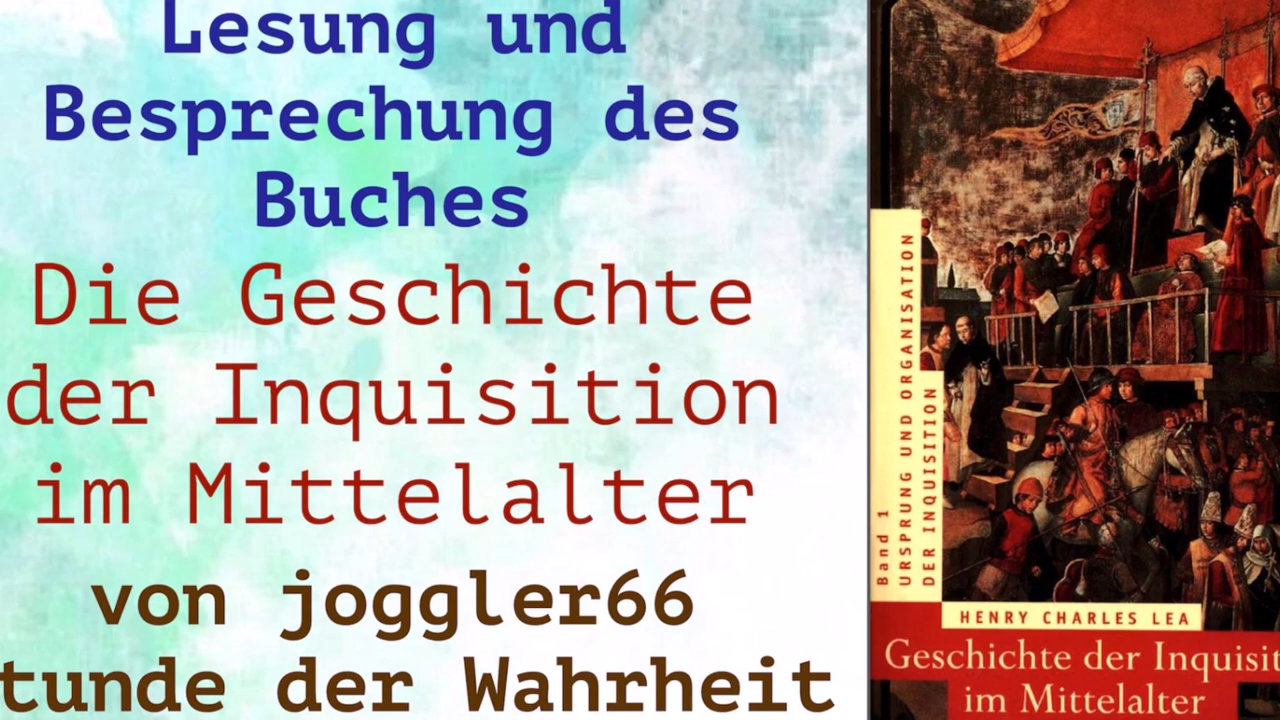 Lesung und
Besprechung des
Buches
Die Geschichte
der Inquisition
im Mittelalter
von joggler66
tunde der Wahrheit
Band 1
URSPRUNG UND ORGANISATION
DER INQUISITION
HENRY CHARLES LEA
Geschichte der Inquisit
im Mittelalter